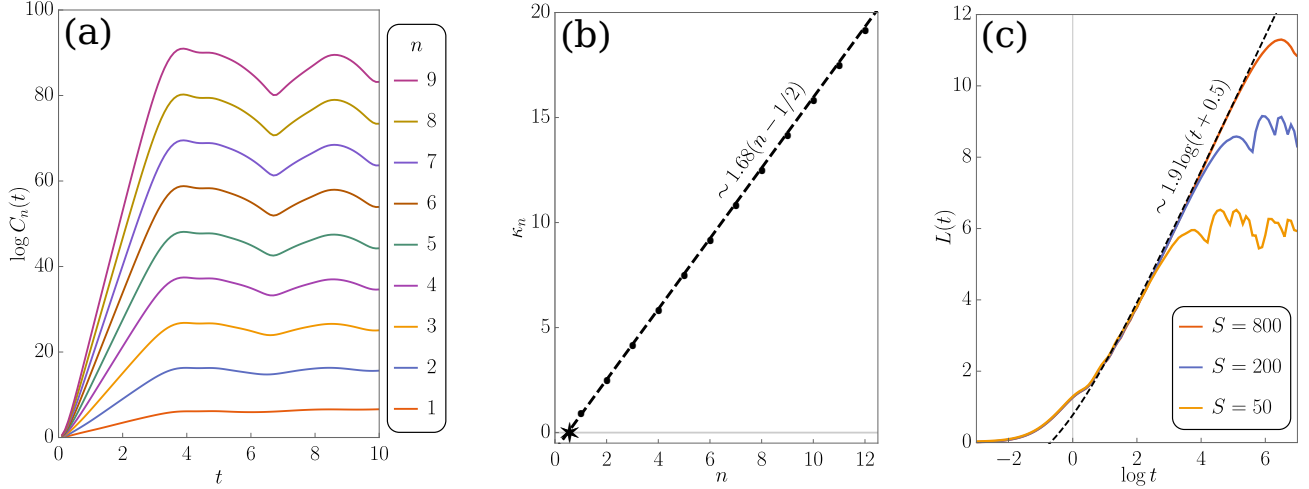 (a)
log Cₙ(t)
100
80
60
40
20
0
0 2 4 6 8 10
t
n
9
8
7
6
5
4
3
2
1
(b)
κₙ
20
15
10
5
0
0 2 4 6 8 10 12
n
∼ 1.68(n − 1/2)
(c)
L(t)
12
10
8
6
4
2
0
−2 0 2 4 6
log t
∼ 1.9 log(t + 0.5)
S = 800
S = 200
S = 50